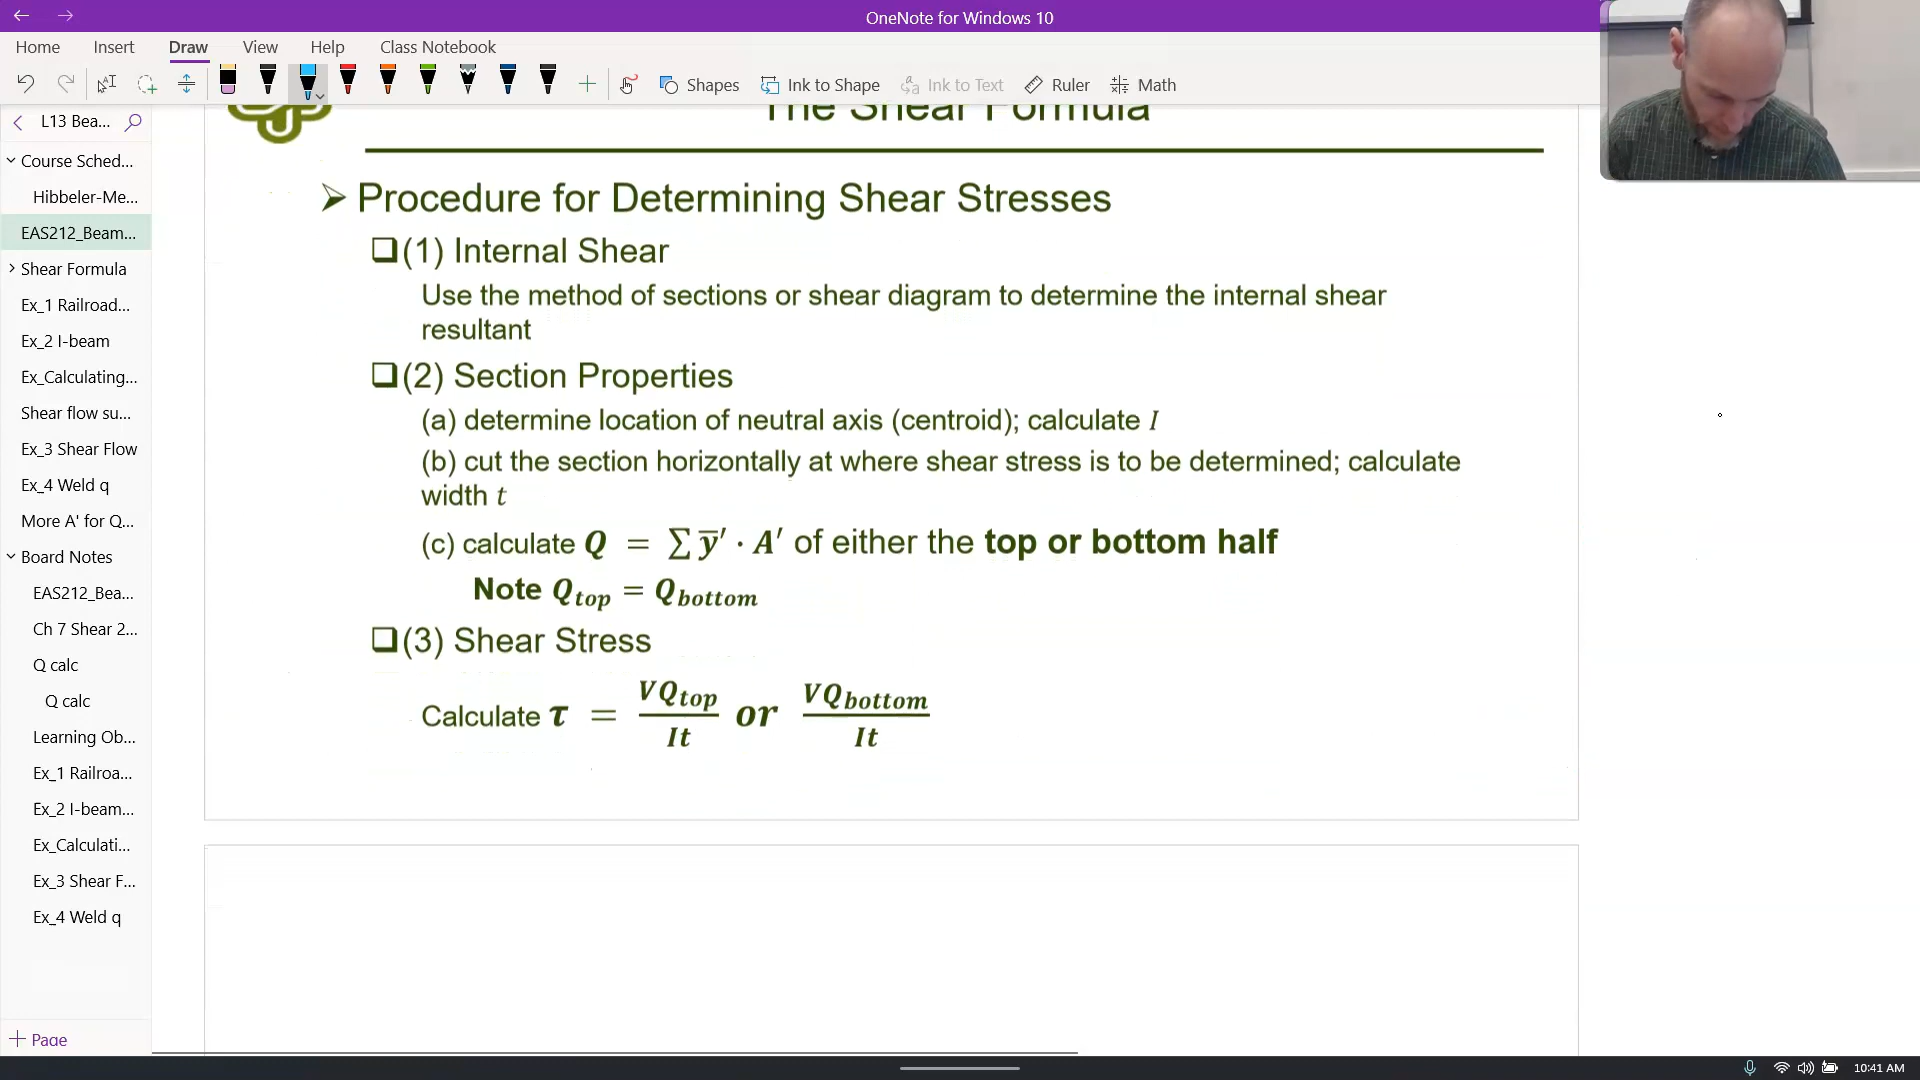 OneNote for Windows 10
Home Insert Draw View Help Class Notebook
Shapes Ink to Shape Ink to Text Ruler Math
L13 Bea...
Course Sched...
Hibbeler-Me...
EAS212_Beam...
Shear Formula
Ex_1 Railroad...
Ex_2 I-beam
Ex_Calculating...
Shear flow su...
Ex_3 Shear Flow
Ex_4 Weld q
More A' for Q...
Board Notes
EAS212_Bea...
Ch 7 Shear 2...
Q calc
Q calc
Learning Ob...
Ex_1 Railroa...
Ex_2 I-beam...
Ex_Calculati...
Ex_3 Shear F...
Ex_4 Weld q
+ Page
The Shear Formula
➢ Procedure for Determining Shear Stresses
❑(1) Internal Shear
Use the method of sections or shear diagram to determine the internal shear
resultant
❑(2) Section Properties
(a) determine location of neutral axis (centroid); calculate I
(b) cut the section horizontally at where shear stress is to be determined; calculate
width t
(c) calculate Q = ∑ ȳ′ · A′ of either the top or bottom half
Note Q_top = Q_bottom
❑(3) Shear Stress
Calculate τ = VQ_top / It or VQ_bottom / It
10:41 AM